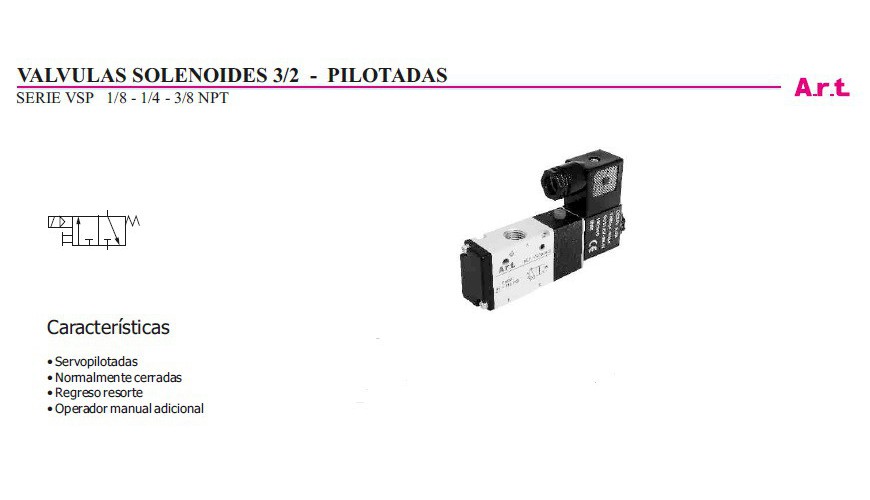 VALVULAS SOLENOIDES 3/2 - PILOTADAS
SERIE VSP 1/8 - 1/4 - 3/8 NPT
A.r.t.
A.r.t.
CE
Características
• Servopilotadas
• Normalmente cerradas
• Regreso resorte
• Operador manual adicional